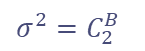 σ² = C₂ᴮ